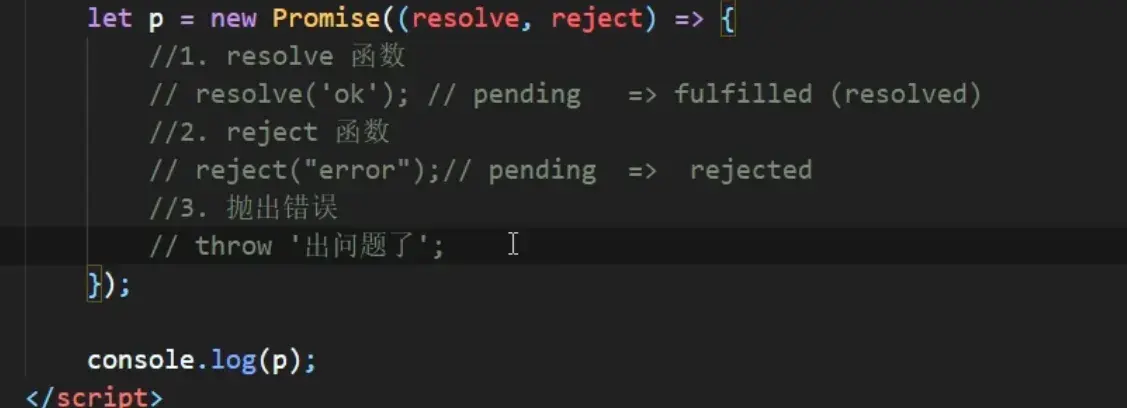 let p = new Promise((resolve, reject) => {
//1. resolve 函数
// resolve('ok'); // pending   => fulfilled (resolved)
//2. reject 函数
// reject("error");// pending  =>  rejected
//3. 抛出错误
// throw '出问题了';
});
console.log(p);
</script>